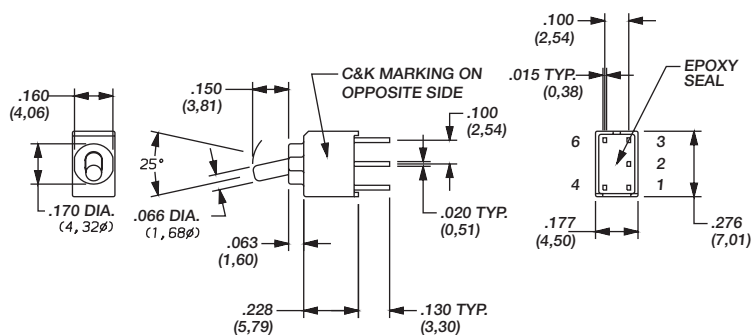 .160
(4,06)
.170 DIA.
(4,32ø)
25°
.150
(3,81)
.066 DIA.
(1,68ø)
.063
(1,60)
.228
(5,79)
C&K MARKING ON
OPPOSITE SIDE
.100
(2,54)
.020 TYP.
(0,51)
.130 TYP.
(3,30)
.100
(2,54)
.015 TYP.
(0,38)
EPOXY
SEAL
6 3
2
4 1
.177
(4,50)
.276
(7,01)